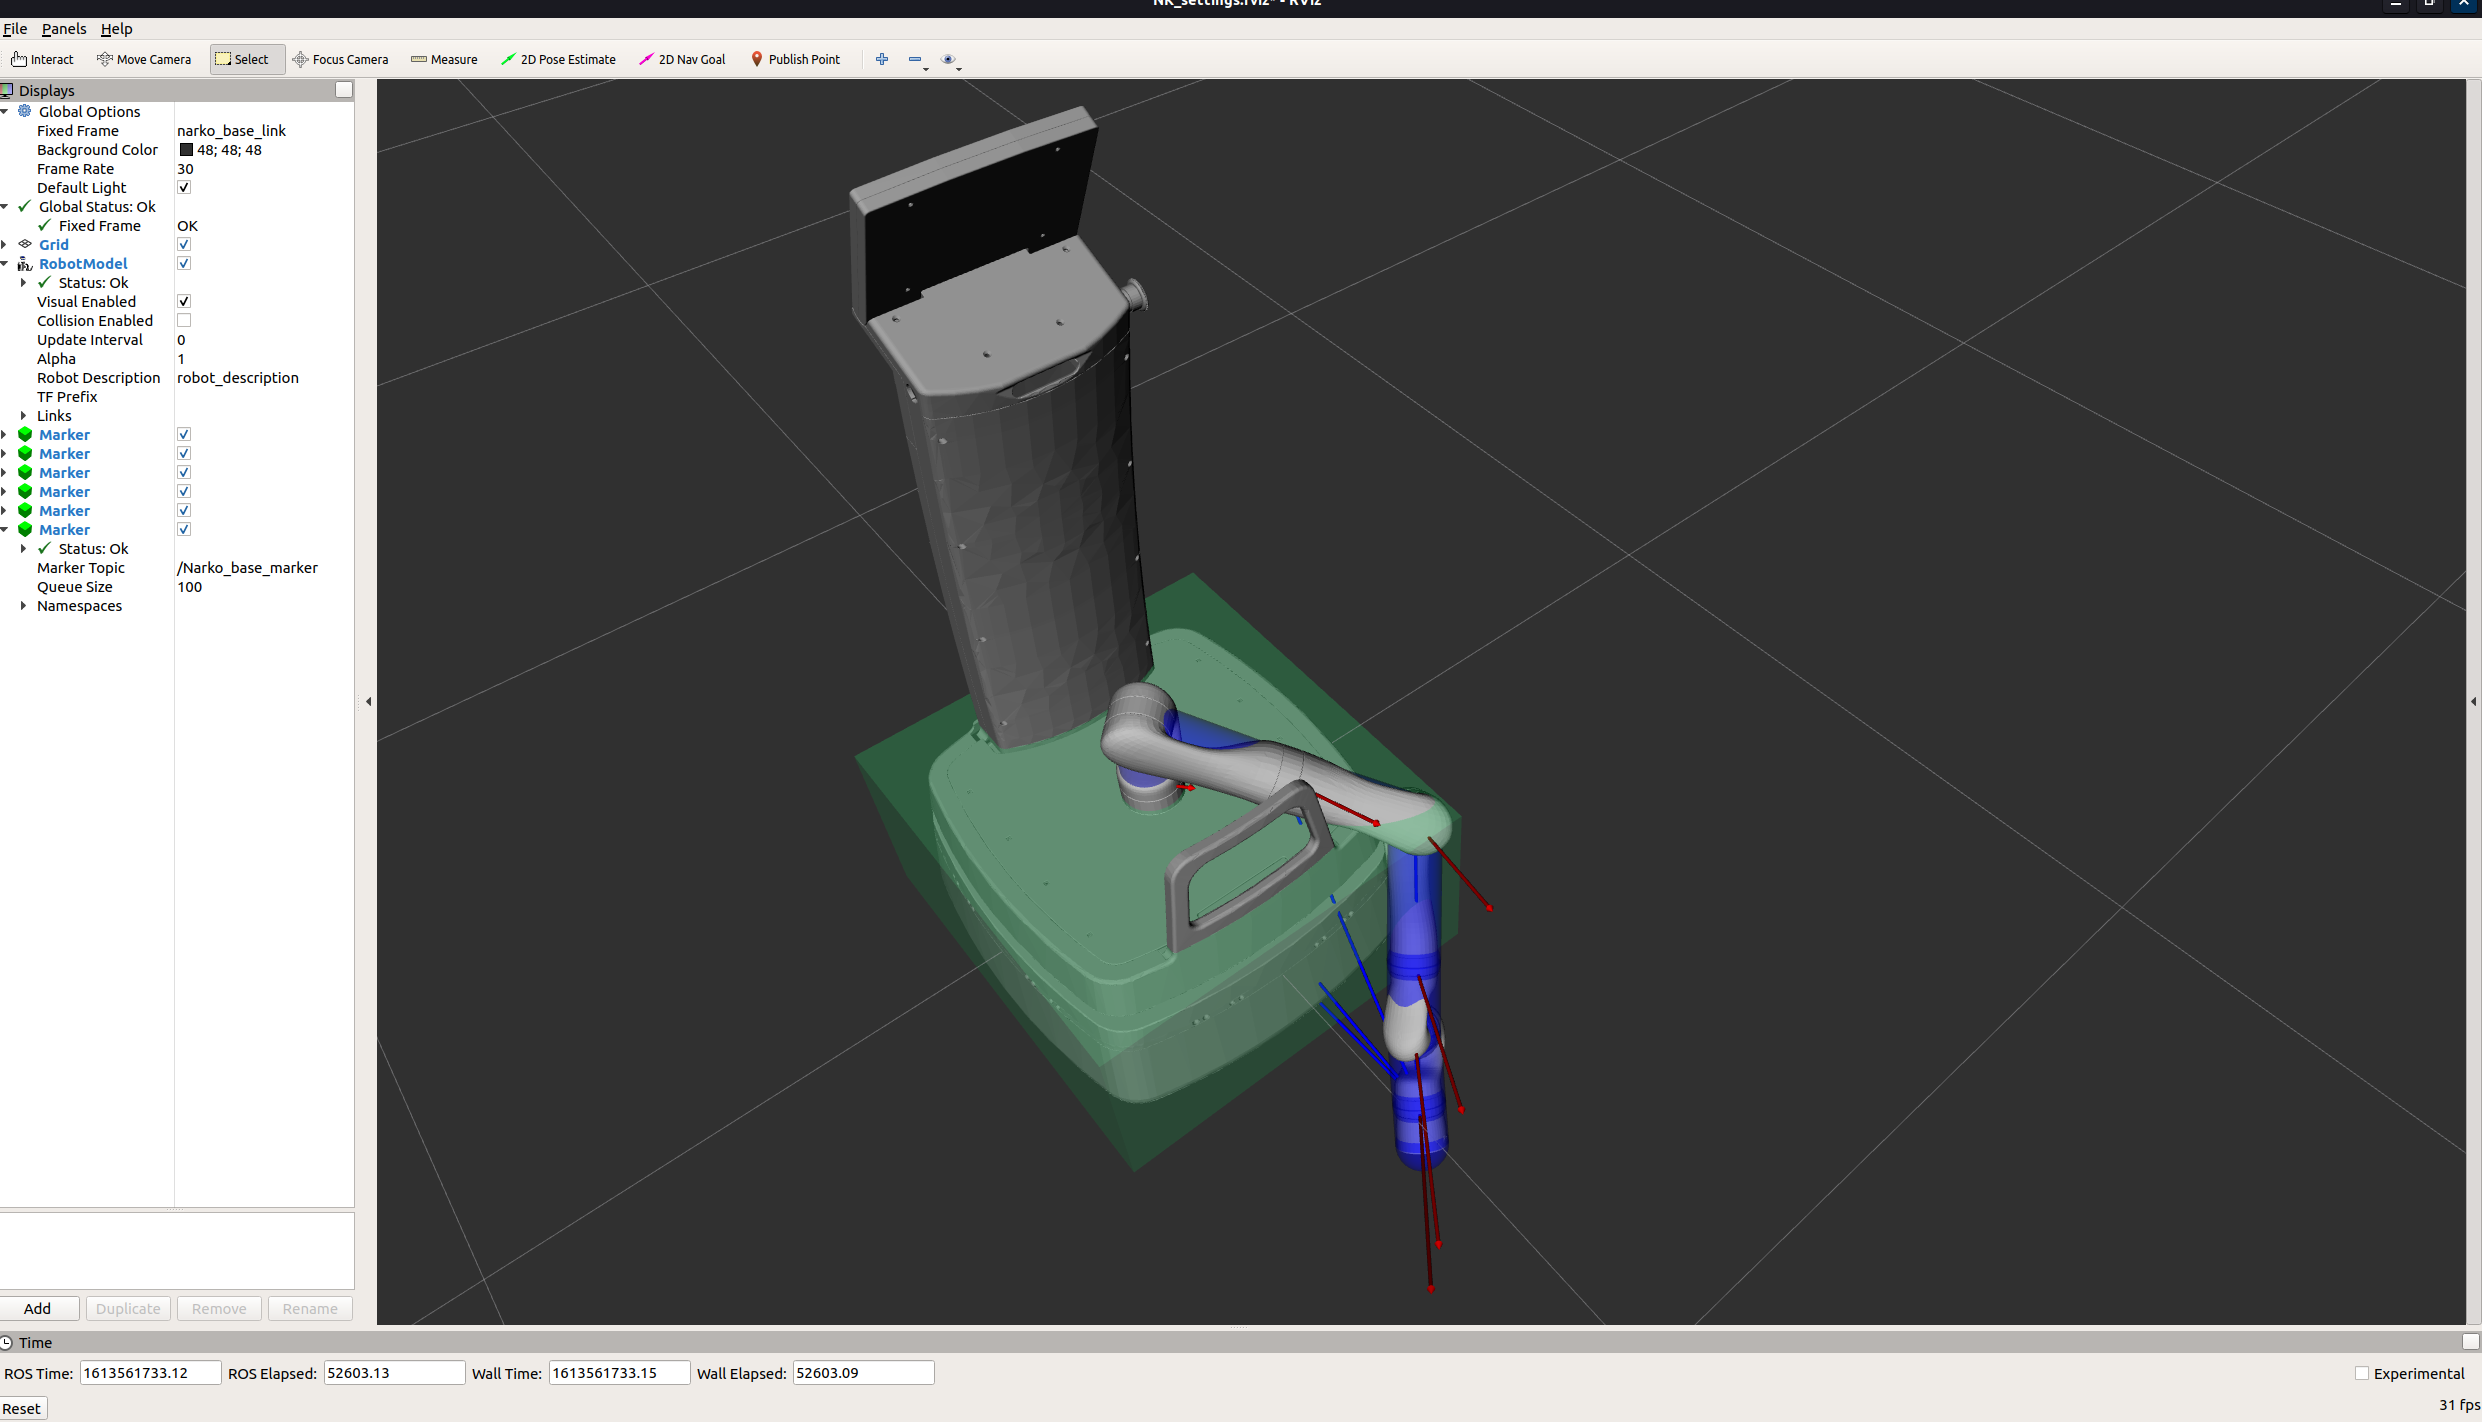 NK_settings.rviz* - RViz
File Panels Help
Interact Move Camera Select Focus Camera Measure 2D Pose Estimate 2D Nav Goal Publish Point
Displays
Global Options
Fixed Frame narko_base_link
Background Color 48; 48; 48
Frame Rate 30
Default Light
Global Status: Ok
Fixed Frame OK
Grid
RobotModel
Status: Ok
Visual Enabled
Collision Enabled
Update Interval 0
Alpha 1
Robot Description robot_description
TF Prefix
Links
Marker
Marker
Marker
Marker
Marker
Marker
Status: Ok
Marker Topic /Narko_base_marker
Queue Size 100
Namespaces
Add Duplicate Remove Rename
Time
ROS Time: 1613561733.12 ROS Elapsed: 52603.13 Wall Time: 1613561733.15 Wall Elapsed: 52603.09 Experimental
Reset 31 fps